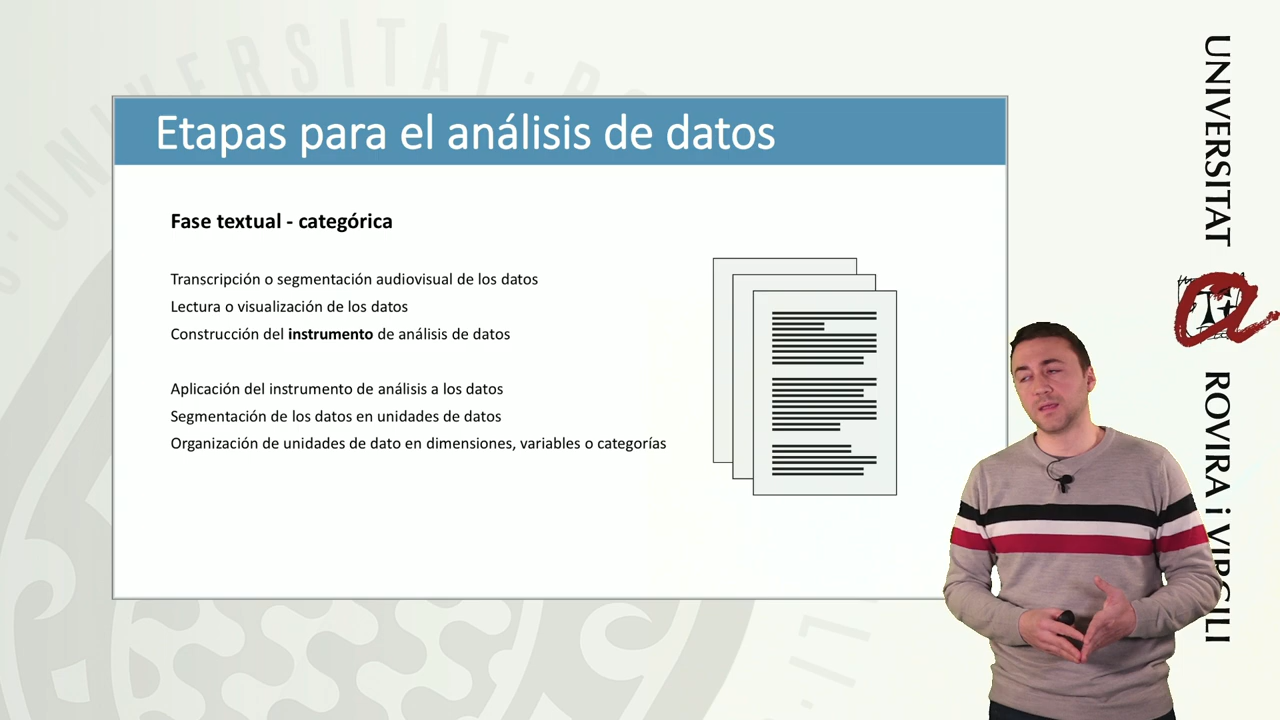 Etapas para el análisis de datos
Fase textual - categórica
Transcripción o segmentación audiovisual de los datos
Lectura o visualización de los datos
Construcción del instrumento de análisis de datos
Aplicación del instrumento de análisis a los datos
Segmentación de los datos en unidades de datos
Organización de unidades de dato en dimensiones, variables o categorías
UNIVERSITAT
ROVIRA i VIRGILI
UNIVERSITAT